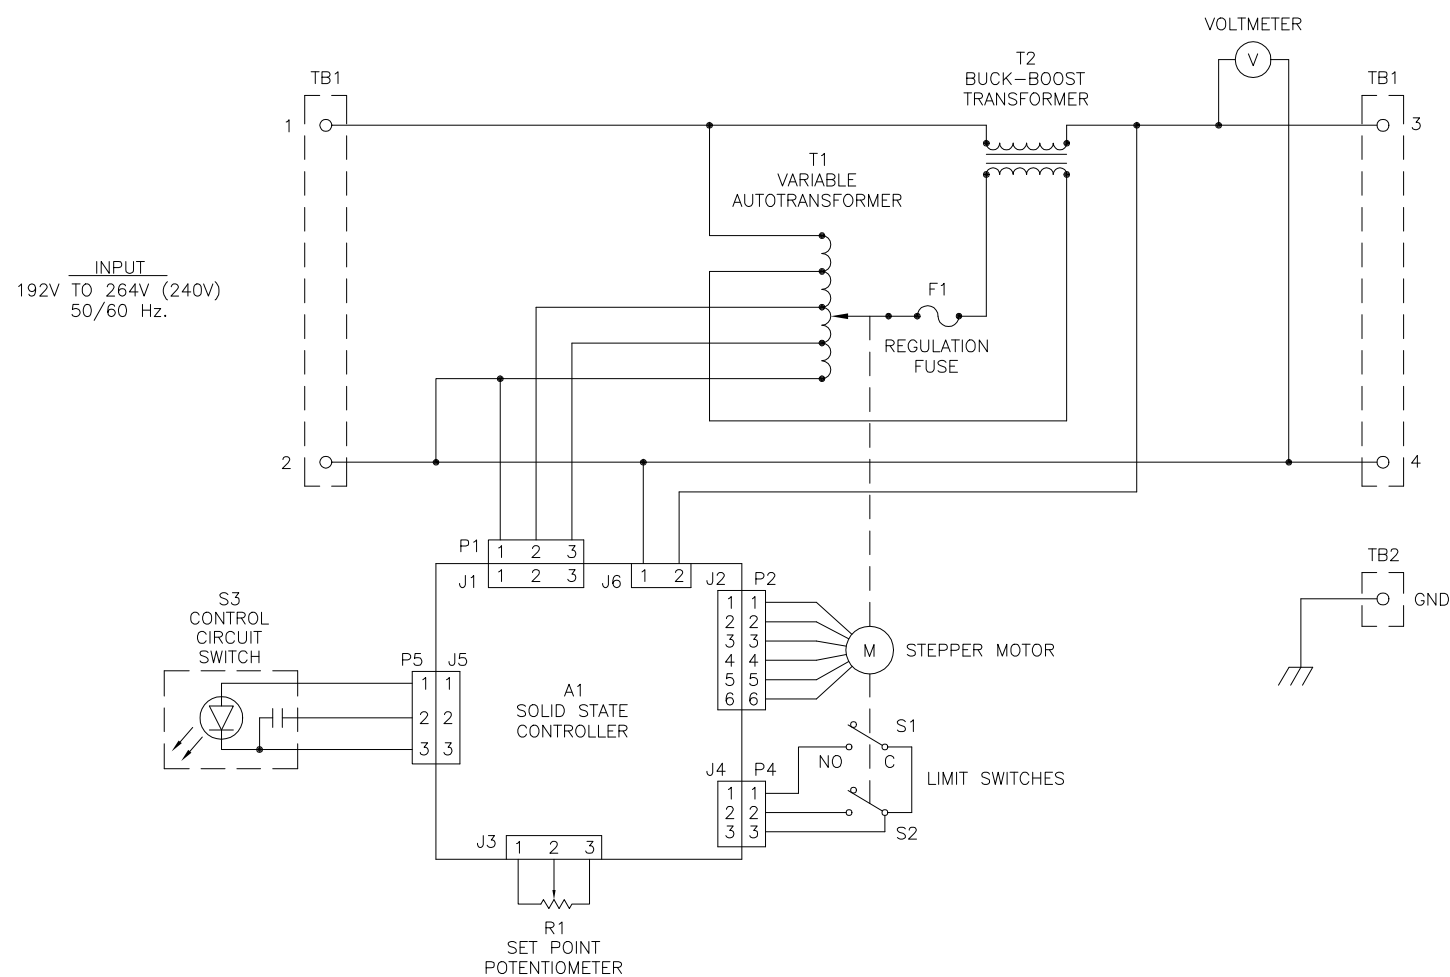 VOLTMETER
V
T2
BUCK-BOOST
TRANSFORMER
TB1
TB1
1
3
T1
VARIABLE
AUTOTRANSFORMER
INPUT
192V TO 264V (240V)
50/60 Hz.
F1
REGULATION
FUSE
2
4
P1
1 2 3
J1
1 2 3
J6
1 2
J2 P2
1 1
2 2
3 3
4 4
5 5
6 6
M
STEPPER MOTOR
TB2
GND
S3
CONTROL
CIRCUIT
SWITCH
P5 J5
1 1
2 2
3 3
A1
SOLID STATE
CONTROLLER
S1
NO
C
LIMIT SWITCHES
S2
J4 P4
1 1
2 2
3 3
J3
1 2 3
R1
SET POINT
POTENTIOMETER